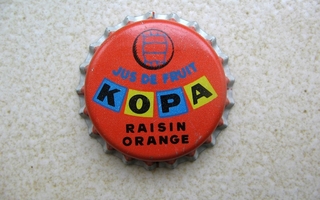 JUS DE FRUIT
KOPA
RAISIN
ORANGE